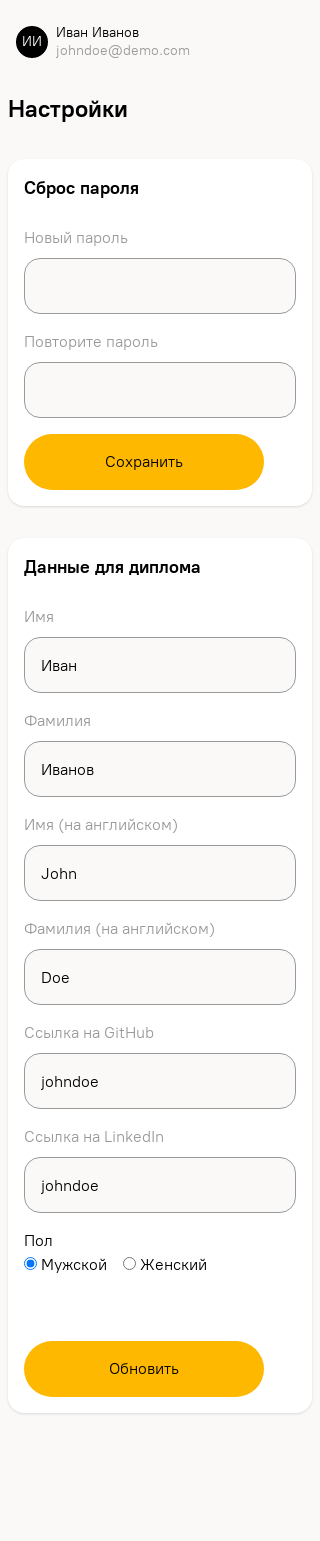 ИИ
Иван Иванов
johndoe@demo.com
Настройки
Сброс пароля
Новый пароль
Повторите пароль
Сохранить
Данные для диплома
Имя
Иван
Фамилия
Иванов
Имя (на английском)
John
Фамилия (на английском)
Doe
Ссылка на GitHub
johndoe
Ссылка на LinkedIn
johndoe
Пол
Мужской Женский
Обновить